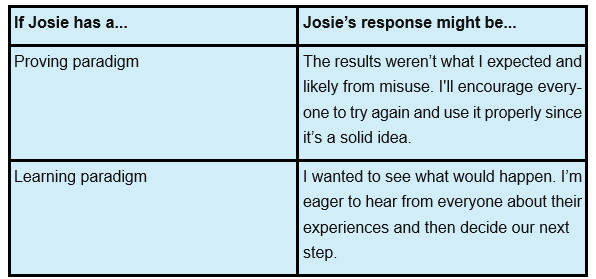 If Josie has a...
Josie’s response might be...
Proving paradigm
The results weren’t what I expected and
likely from misuse. I'll encourage every-
one to try again and use it properly since
it’s a solid idea.
Learning paradigm
I wanted to see what would happen. I’m
eager to hear from everyone about their
experiences and then decide our next
step.